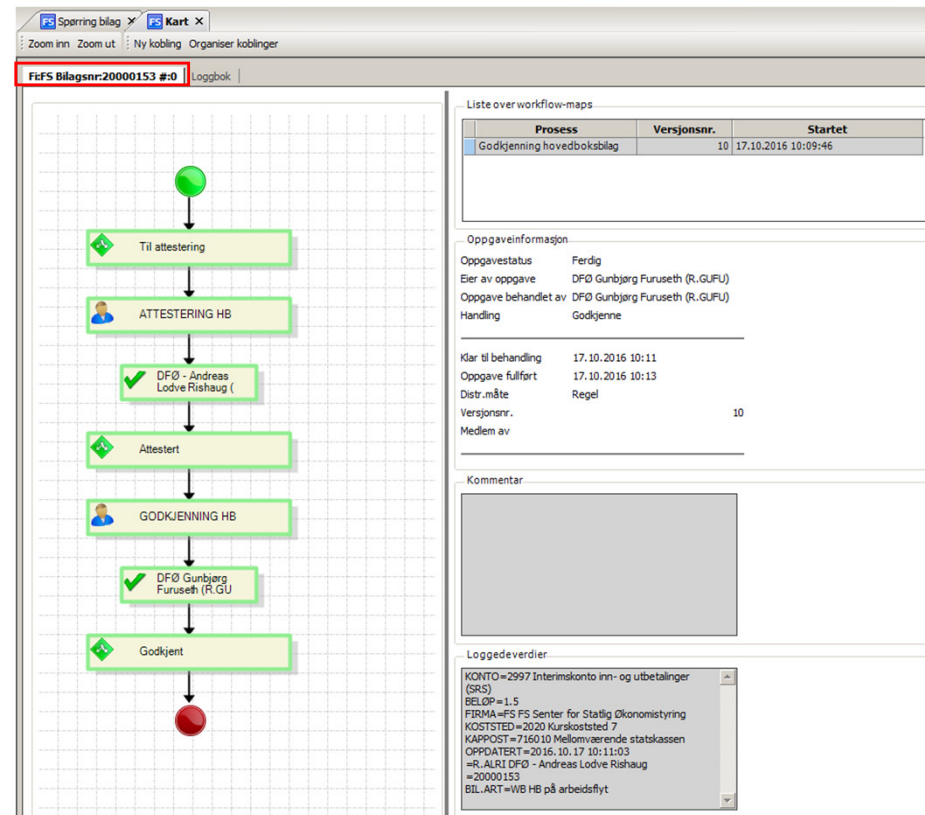 FS Spørring bilag
FS Kart
Zoom inn Zoom ut Ny kobling Organiser koblinger
Fi:FS Bilagsnr:20000153 #:0 Loggbok
Til attestering
ATTESTERING HB
DFØ - Andreas
Lodve Rishaug (
Attestert
GODKJENNING HB
DFØ Gunbjørg
Furuseth (R.GU
Godkjent
Liste over workflow-maps
Prosess Versjonsnr. Startet
Godkjenning hovedboksbilag 10 17.10.2016 10:09:46
Oppgaveinformasjon
Oppgavestatus Ferdig
Eier av oppgave DFØ Gunbjørg Furuseth (R.GUFU)
Oppgave behandlet av DFØ Gunbjørg Furuseth (R.GUFU)
Handling Godkjenne
Klar til behandling 17.10.2016 10:11
Oppgave fullført 17.10.2016 10:13
Distr.måte Regel
Versjonsnr. 10
Medlem av
Kommentar
Loggedeverdier
KONTO=2997 Interimskonto inn- og utbetalinger
(SRS)
BELØP=1.5
FIRMA=FS FS Senter for Statlig Økonomistyring
KOSTSTED=2020 Kurskoststed 7
KAPPOST=716010 Mellomværende statskassen
OPPDATERT=2016.10.17 10:11:03
=R.ALRI DFØ - Andreas Lodve Rishaug
=20000153
BIL.ART=WB HB på arbeidsflyt